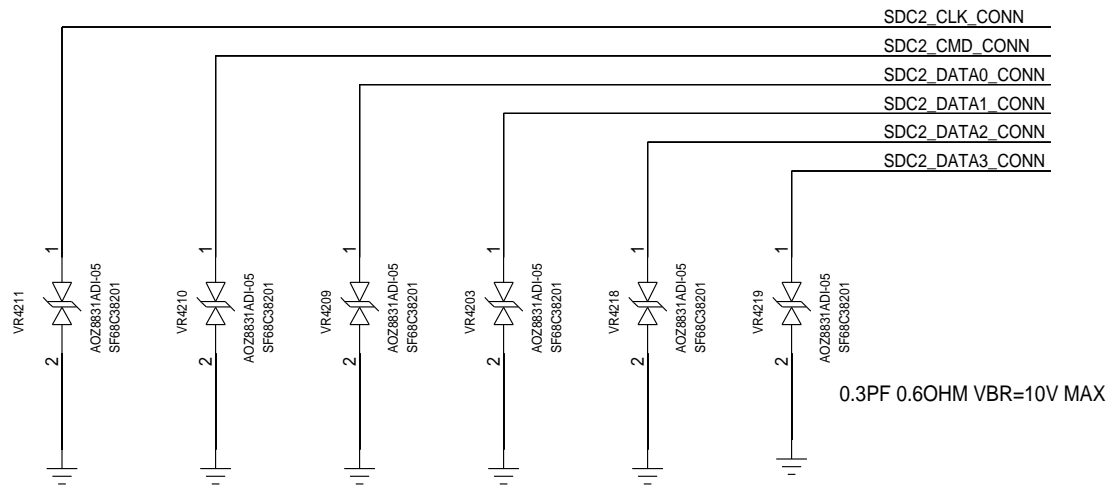 SDC2_CLK_CONN
SDC2_CMD_CONN
SDC2_DATA0_CONN
SDC2_DATA1_CONN
SDC2_DATA2_CONN
SDC2_DATA3_CONN
1
VR4211
AOZ8831ADI-05
SF68C38201
2
1
VR4210
AOZ8831ADI-05
SF68C38201
2
1
VR4209
AOZ8831ADI-05
SF68C38201
2
1
VR4203
AOZ8831ADI-05
SF68C38201
2
1
VR4218
AOZ8831ADI-05
SF68C38201
2
1
VR4219
AOZ8831ADI-05
SF68C38201
2
0.3PF 0.6OHM VBR=10V MAX